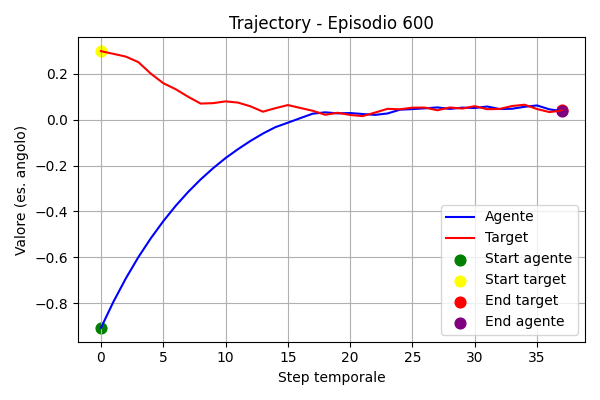 Trajectory - Episodio 600
Valore (es. angolo)
0.2
0.0
−0.2
−0.4
−0.6
−0.8
0 5 10 15 20 25 30 35
Step temporale
Agente
Target
Start agente
Start target
End target
End agente